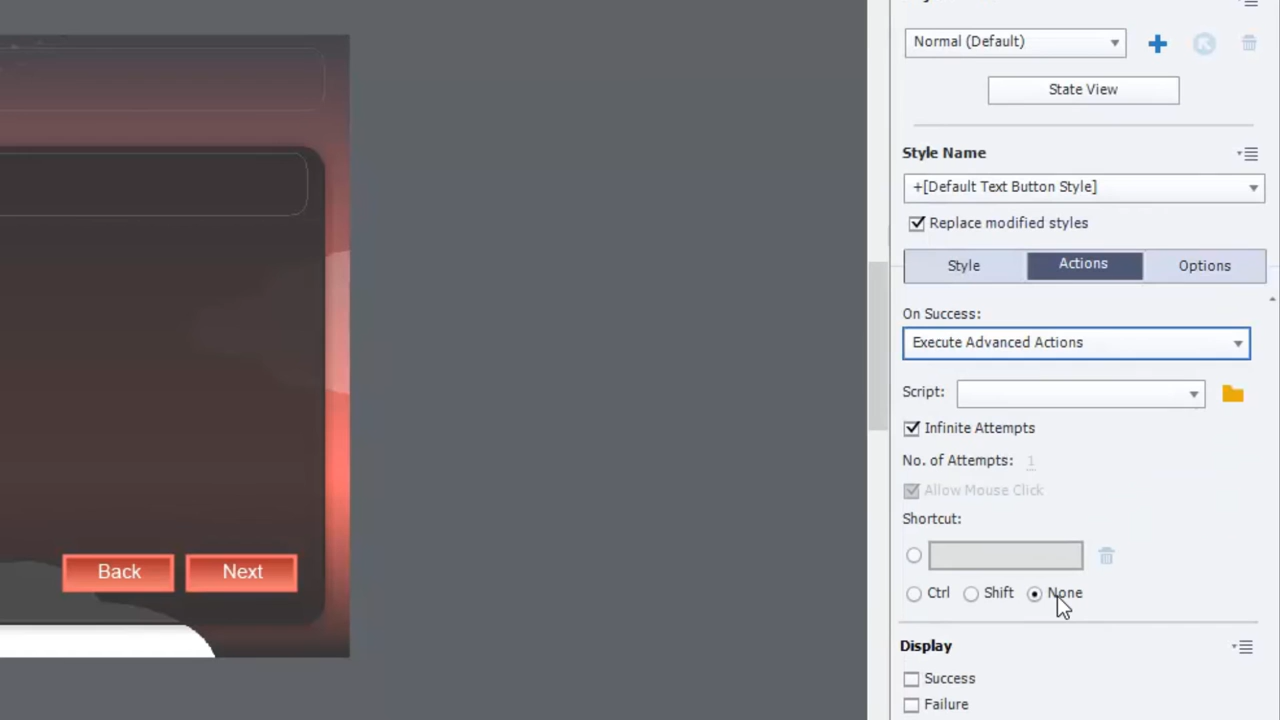 Normal (Default)
State View
Style Name
+[Default Text Button Style]
Replace modified styles
Style Actions Options
On Success:
Execute Advanced Actions
Script:
Infinite Attempts
No. of Attempts: 1
Allow Mouse Click
Shortcut:
Ctrl Shift None
Back Next
Display
Success
Failure